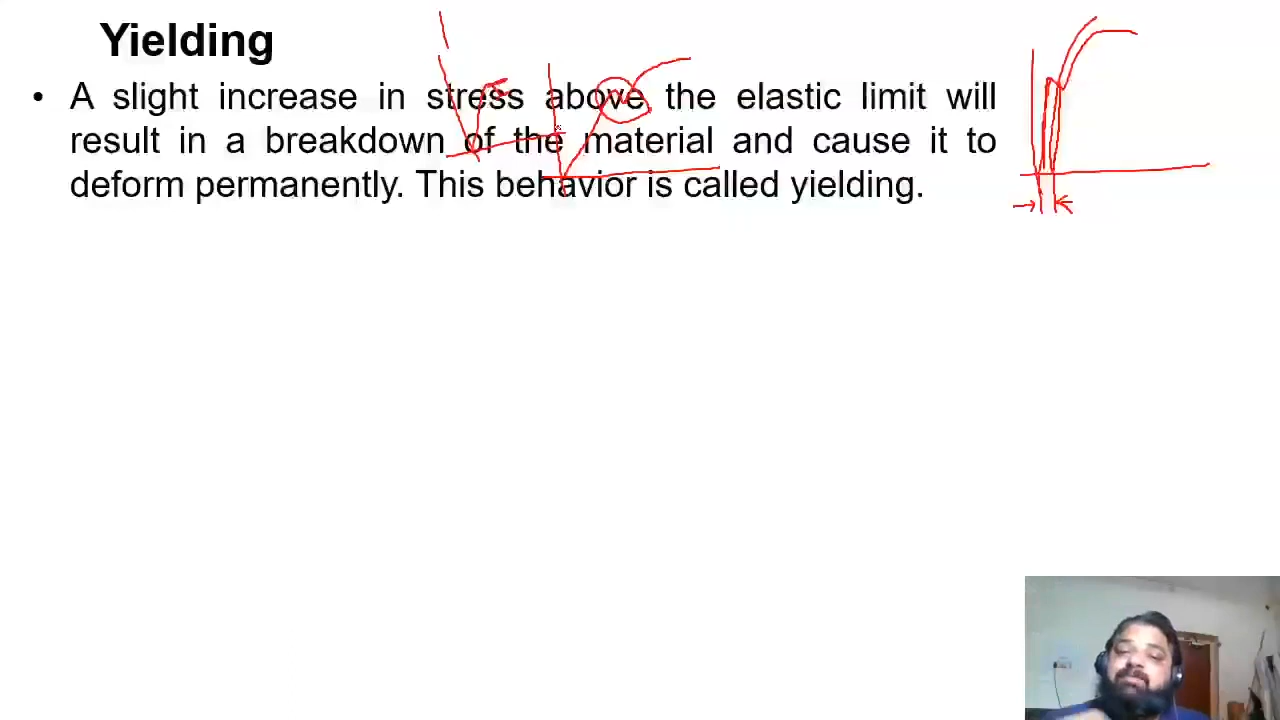 Yielding
• A slight increase in stress above the elastic limit will
result in a breakdown of the material and cause it to
deform permanently. This behavior is called yielding.